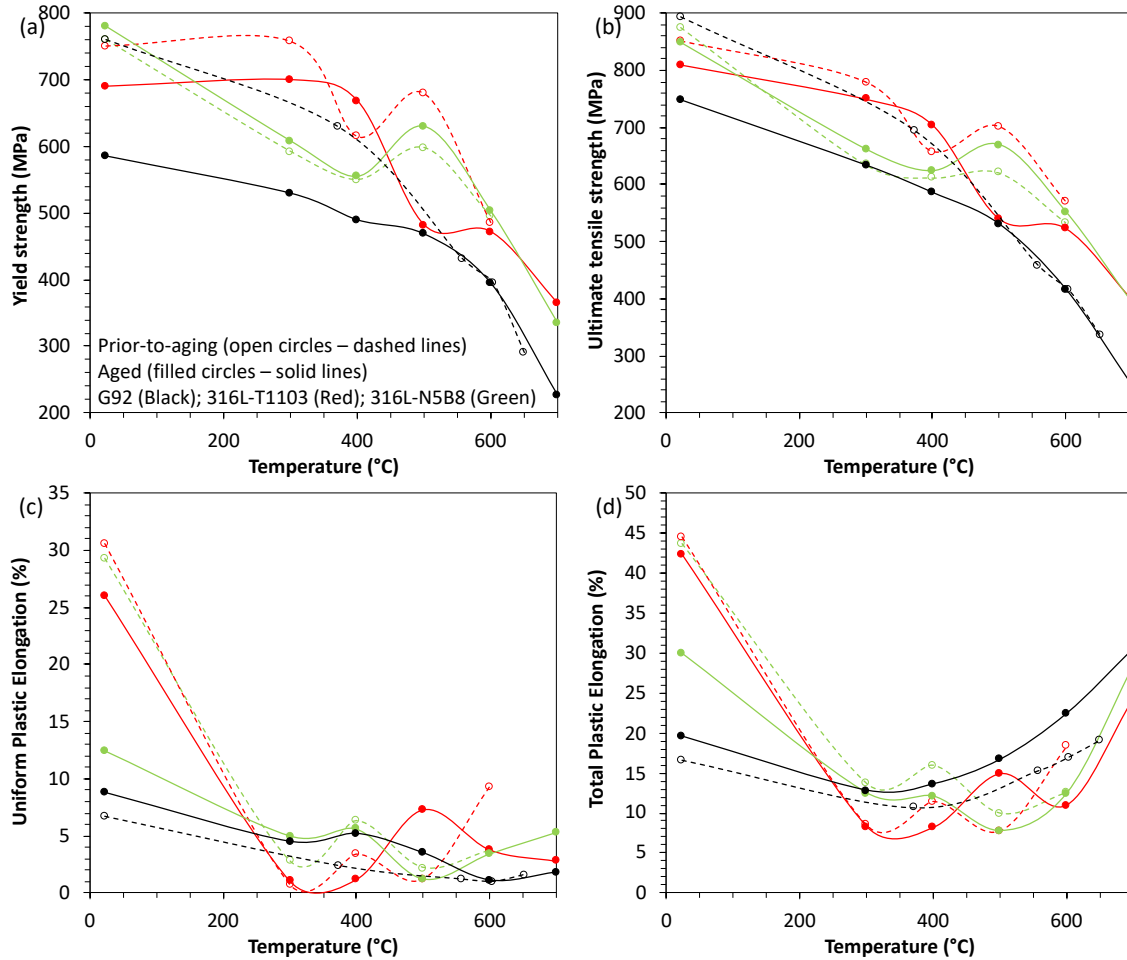 (a)
800
700
600
500
400
300
200
Yield strength (MPa)
Prior-to-aging (open circles – dashed lines)
Aged (filled circles – solid lines)
G92 (Black); 316L-T1103 (Red); 316L-N5B8 (Green)
0 200 400 600
Temperature (°C)
(b)
900
800
700
600
500
400
300
200
Ultimate tensile strength (MPa)
0 200 400 600
Temperature (°C)
(c)
35
30
25
20
15
10
5
0
Uniform Plastic Elongation (%)
0 200 400 600
Temperature (°C)
(d)
50
45
40
35
30
25
20
15
10
5
0
Total Plastic Elongation (%)
0 200 400 600
Temperature (°C)